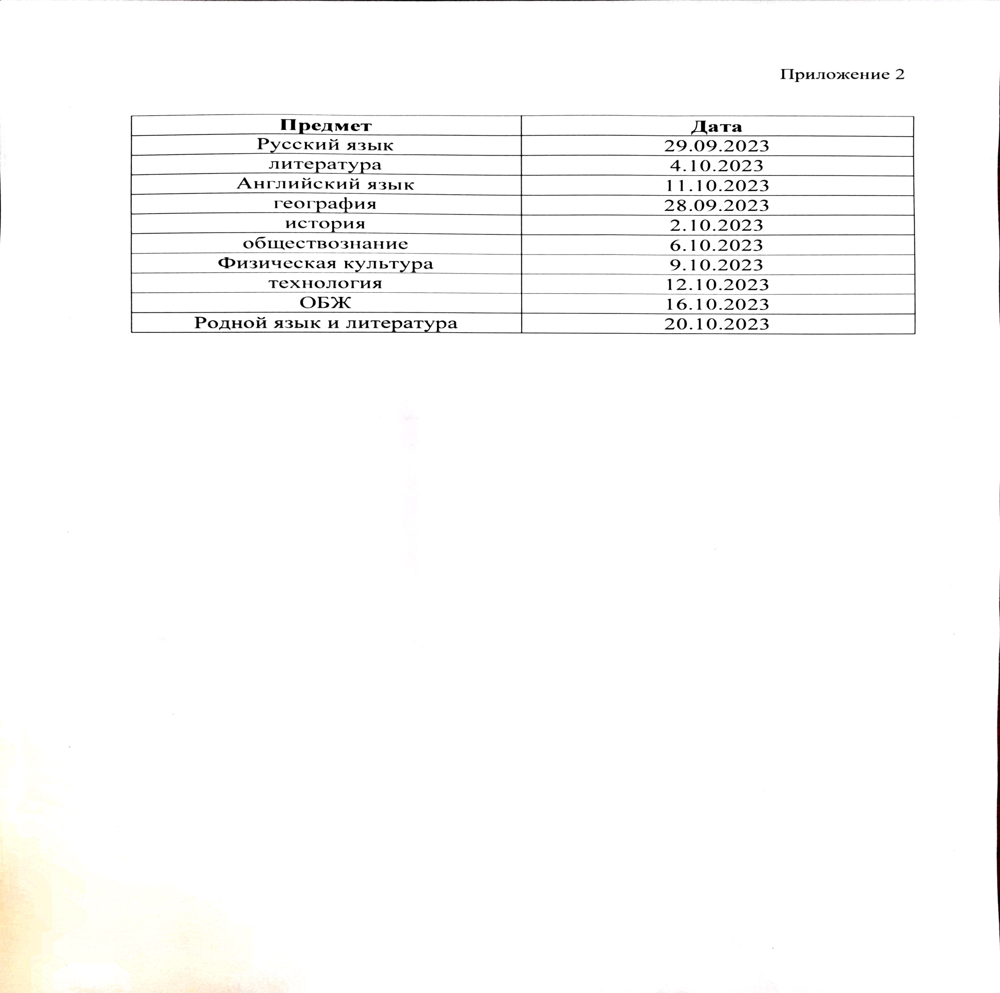 Приложение 2
Предмет Дата
Русский язык 29.09.2023
литература 4.10.2023
Английский язык 11.10.2023
география 28.09.2023
история 2.10.2023
обществознание 6.10.2023
Физическая культура 9.10.2023
технология 12.10.2023
ОБЖ 16.10.2023
Родной язык и литература 20.10.2023